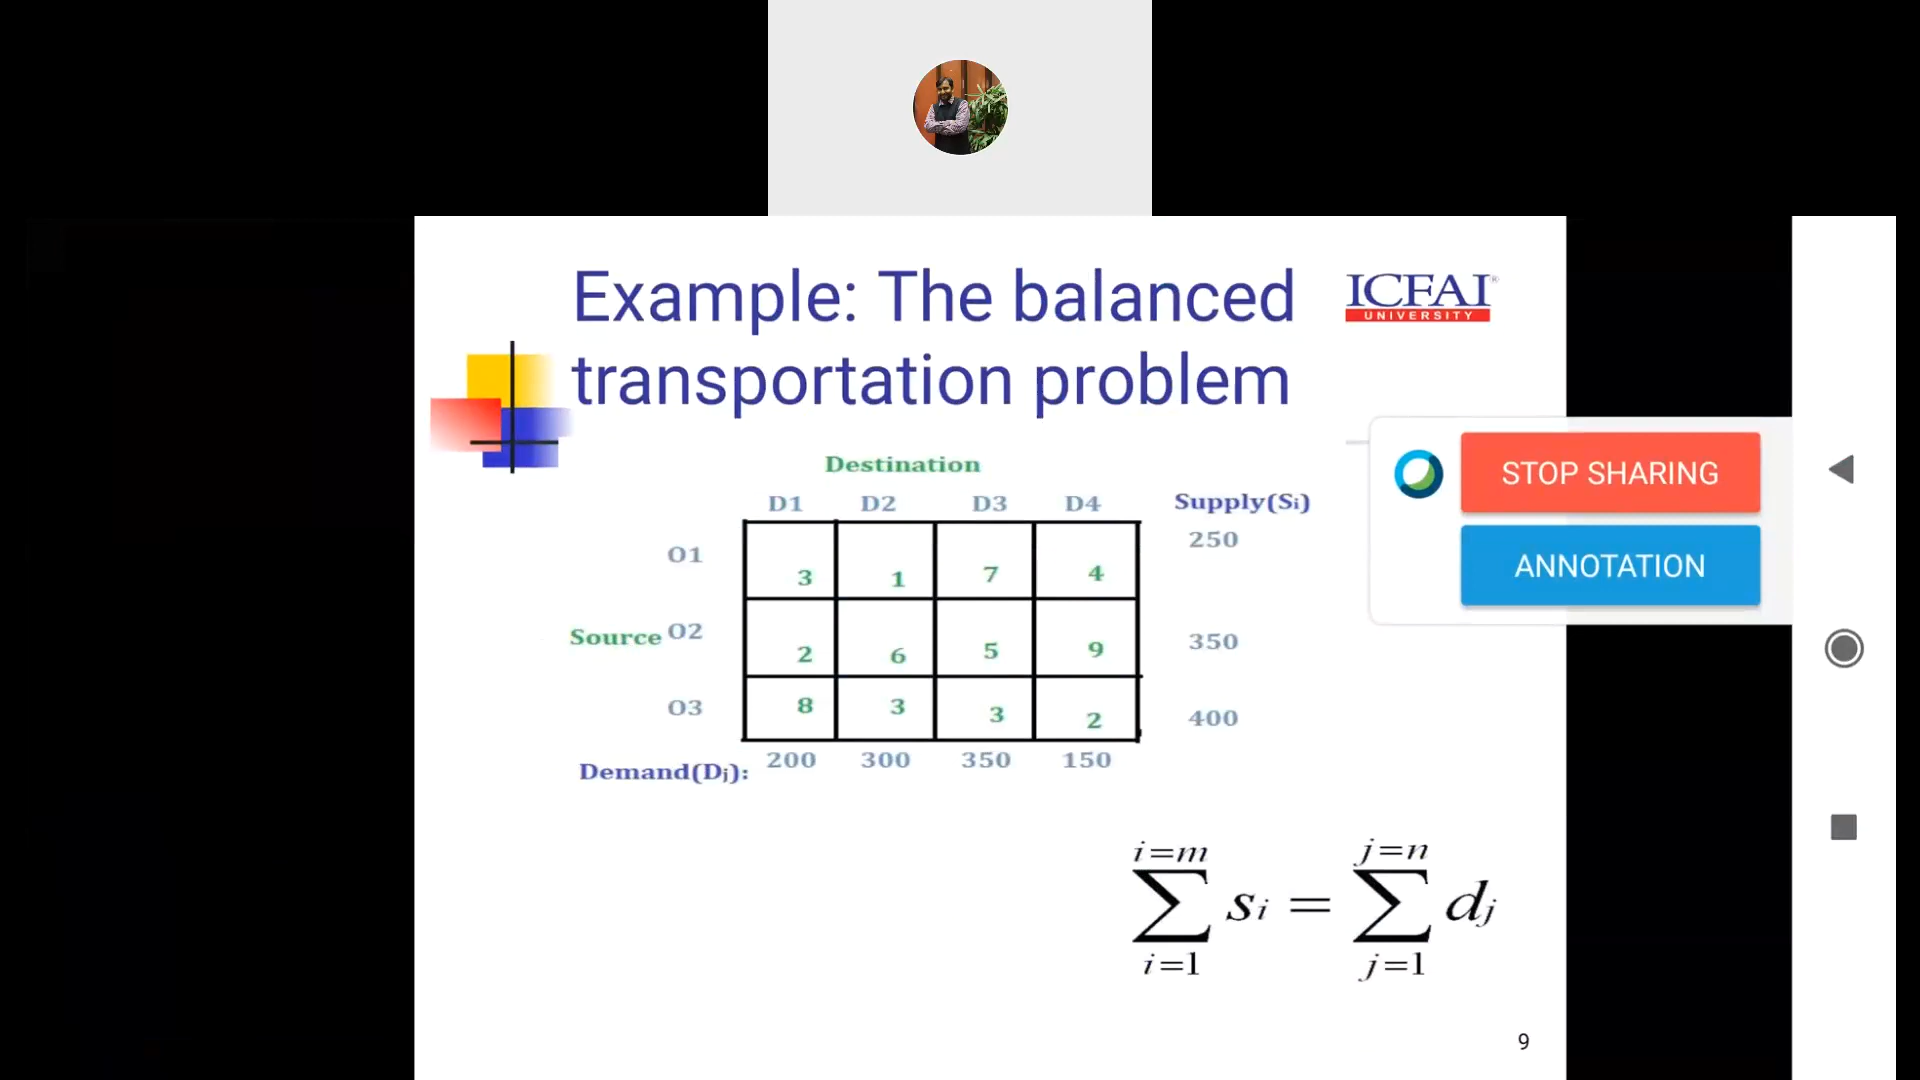 Example: The balanced
transportation problem
ICFAI®
UNIVERSITY
STOP SHARING
ANNOTATION
Destination
D1 D2 D3 D4 Supply(Si)
O1 3 1 7 4 250
Source O2 2 6 5 9 350
O3 8 3 3 2 400
Demand(Dj): 200 300 350 150
i=m j=n
∑ si = ∑ dj
i=1 j=1
9